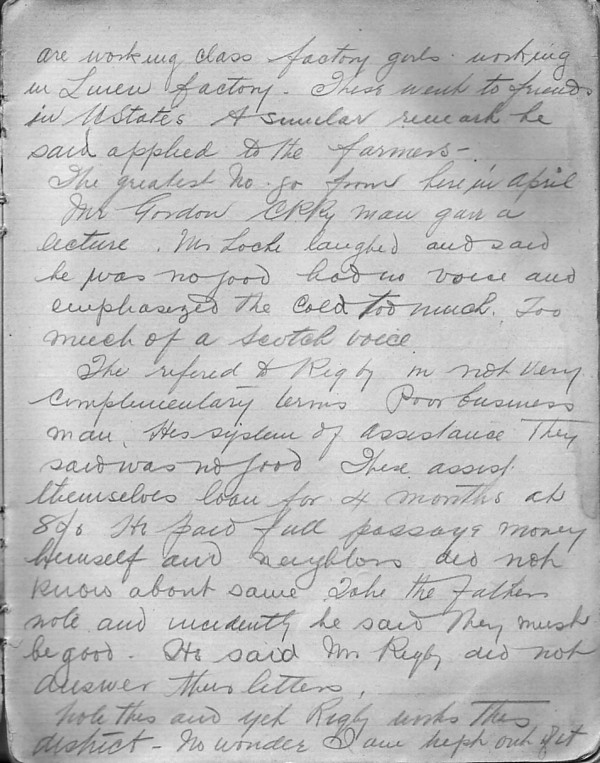 are working class factory girls working
in Linen factory - These went to friends
in U States A similar remark he
said applied to the farmers -
The greatest No. go from here in April
Mr Gordon C P Ry man gave a
lecture. Mr Locke laughed and said
he was no good had no voice and
emphasized the Cold too much. Too
much of a Scotch voice
The refered to Rigby in not very
Complimentary terms Poor business
man. His system of assistance They
said was no good These assist
themselves loan for 4 months at
8% He paid full passage money
himself and neighbors did not
know about same Take the Fathers
note and incidently he said they must
be good. He said Mr Rigby did not
answer their letters,
Note this and yet Rigby works this
district - No wonder I am kept out of it